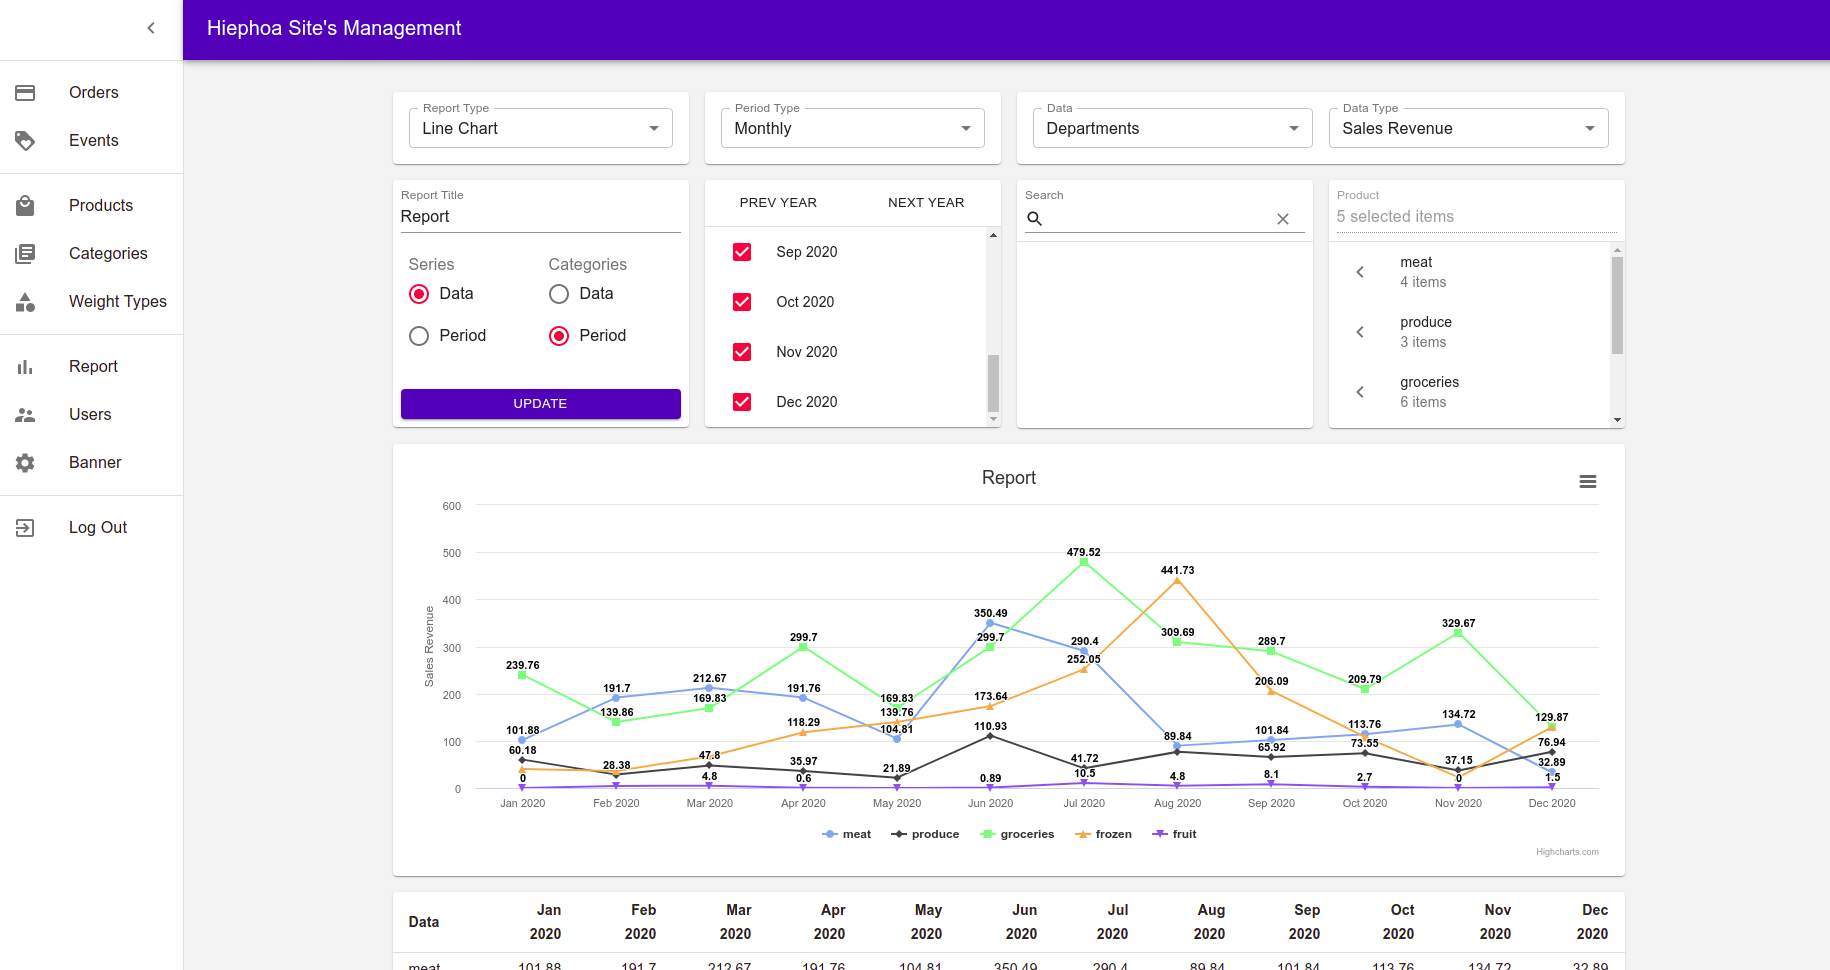 Hiephoa Site's Management
Orders
Events
Products
Categories
Weight Types
Report
Users
Banner
Log Out
Report Type
Line Chart
Period Type
Monthly
Data
Departments
Data Type
Sales Revenue
Report Title
Report
Series
Categories
Data
Data
Period
Period
UPDATE
PREV YEAR NEXT YEAR
Sep 2020
Oct 2020
Nov 2020
Dec 2020
Search
Product
5 selected items
meat
4 items
produce
3 items
groceries
6 items
Report
600
500
400
300
200
100
0
Sales Revenue
479.52
441.73
350.49
299.7 299.7 309.69 329.67
290.4 289.7
239.76 252.05
212.67 206.09 209.79
191.7 191.76 173.64
139.86 169.83 169.83
139.76
101.88 118.29 104.81 110.93 89.84 101.84 113.76 134.72 129.87
60.18 28.38 47.8 35.97 21.89 41.72 65.92 73.55 37.15 76.94
32.89
0 4.8 0.6 0.89 10.5 4.8 8.1 2.7 0 1.5
Jan 2020 Feb 2020 Mar 2020 Apr 2020 May 2020 Jun 2020 Jul 2020 Aug 2020 Sep 2020 Oct 2020 Nov 2020 Dec 2020
meat produce groceries frozen fruit
Highcharts.com
Data Jan 2020 Feb 2020 Mar 2020 Apr 2020 May 2020 Jun 2020 Jul 2020 Aug 2020 Sep 2020 Oct 2020 Nov 2020 Dec 2020
meat 101.88 191.7 212.67 191.76 104.81 350.49 290.4 89.84 101.84 113.76 134.72 32.89